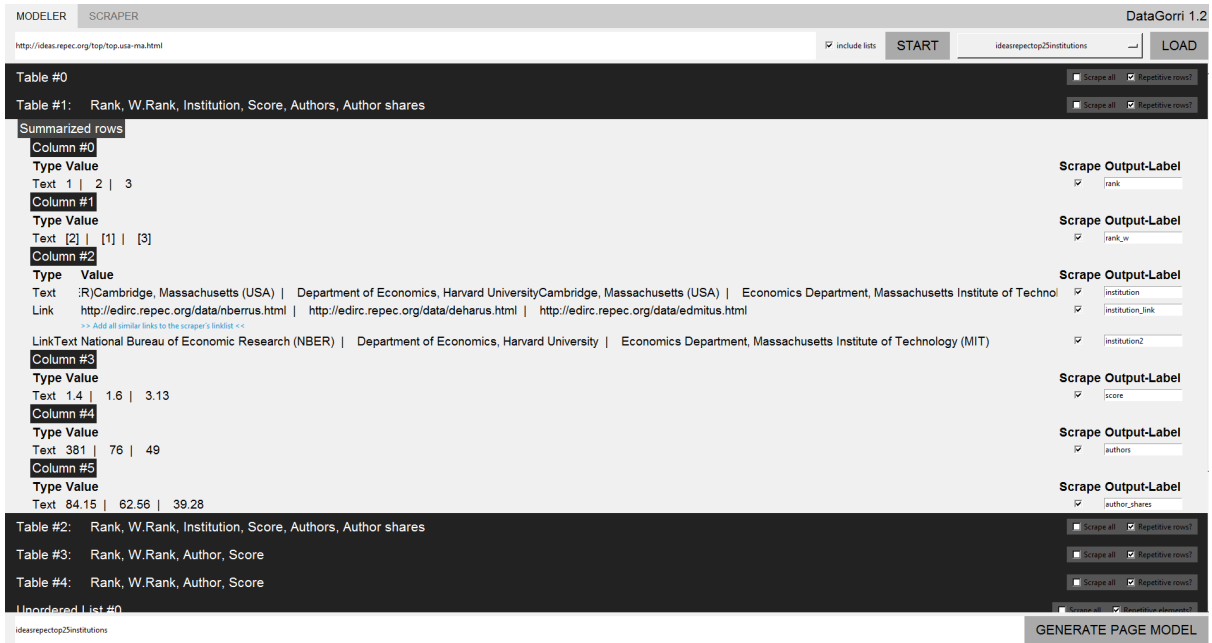 MODELER SCRAPER DataGorri 1.2
http://ideas.repec.org/top/top.usa-ma.html include lists START ideasrepectop25institutions LOAD
Table #0 Scrape all Repetitive rows?
Table #1: Rank, W.Rank, Institution, Score, Authors, Author shares Scrape all Repetitive rows?
Summarized rows
Column #0
Type Value Scrape Output-Label
Text 1 | 2 | 3 rank
Column #1
Type Value Scrape Output-Label
Text [2] | [1] | [3] rank_w
Column #2
Type Value Scrape Output-Label
Text :R)Cambridge, Massachusetts (USA) | Department of Economics, Harvard UniversityCambridge, Massachusetts (USA) | Economics Department, Massachusetts Institute of Technol institution
Link http://edirc.repec.org/data/nberrus.html | http://edirc.repec.org/data/deharus.html | http://edirc.repec.org/data/edmitus.html institution_link
>> Add all similar links to the scraper's linklist <<
LinkText National Bureau of Economic Research (NBER) | Department of Economics, Harvard University | Economics Department, Massachusetts Institute of Technology (MIT) institution2
Column #3
Type Value Scrape Output-Label
Text 1.4 | 1.6 | 3.13 score
Column #4
Type Value Scrape Output-Label
Text 381 | 76 | 49 authors
Column #5
Type Value Scrape Output-Label
Text 84.15 | 62.56 | 39.28 author_shares
Table #2: Rank, W.Rank, Institution, Score, Authors, Author shares Scrape all Repetitive rows?
Table #3: Rank, W.Rank, Author, Score Scrape all Repetitive rows?
Table #4: Rank, W.Rank, Author, Score Scrape all Repetitive rows?
Unordered List #0 Scrape all Repetitive elements?
ideasrepectop25institutions GENERATE PAGE MODEL